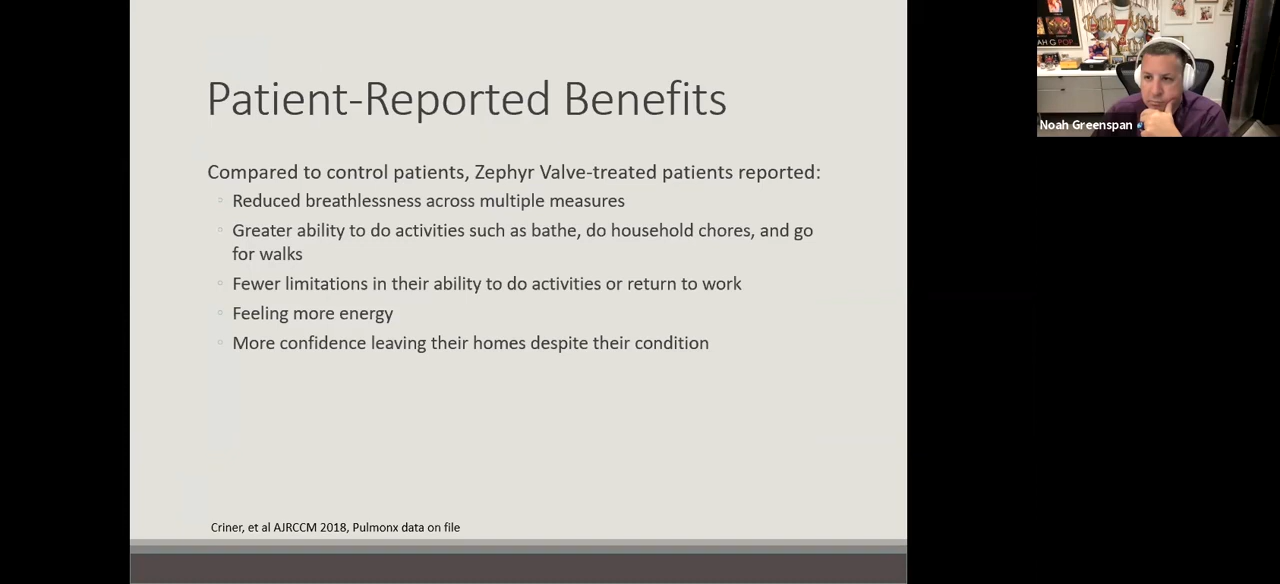 Patient-Reported Benefits
Compared to control patients, Zephyr Valve-treated patients reported:
Reduced breathlessness across multiple measures
Greater ability to do activities such as bathe, do household chores, and go
for walks
Fewer limitations in their ability to do activities or return to work
Feeling more energy
More confidence leaving their homes despite their condition
Criner, et al AJRCCM 2018, Pulmonx data on file
AH G POP
7
Noah Greenspan